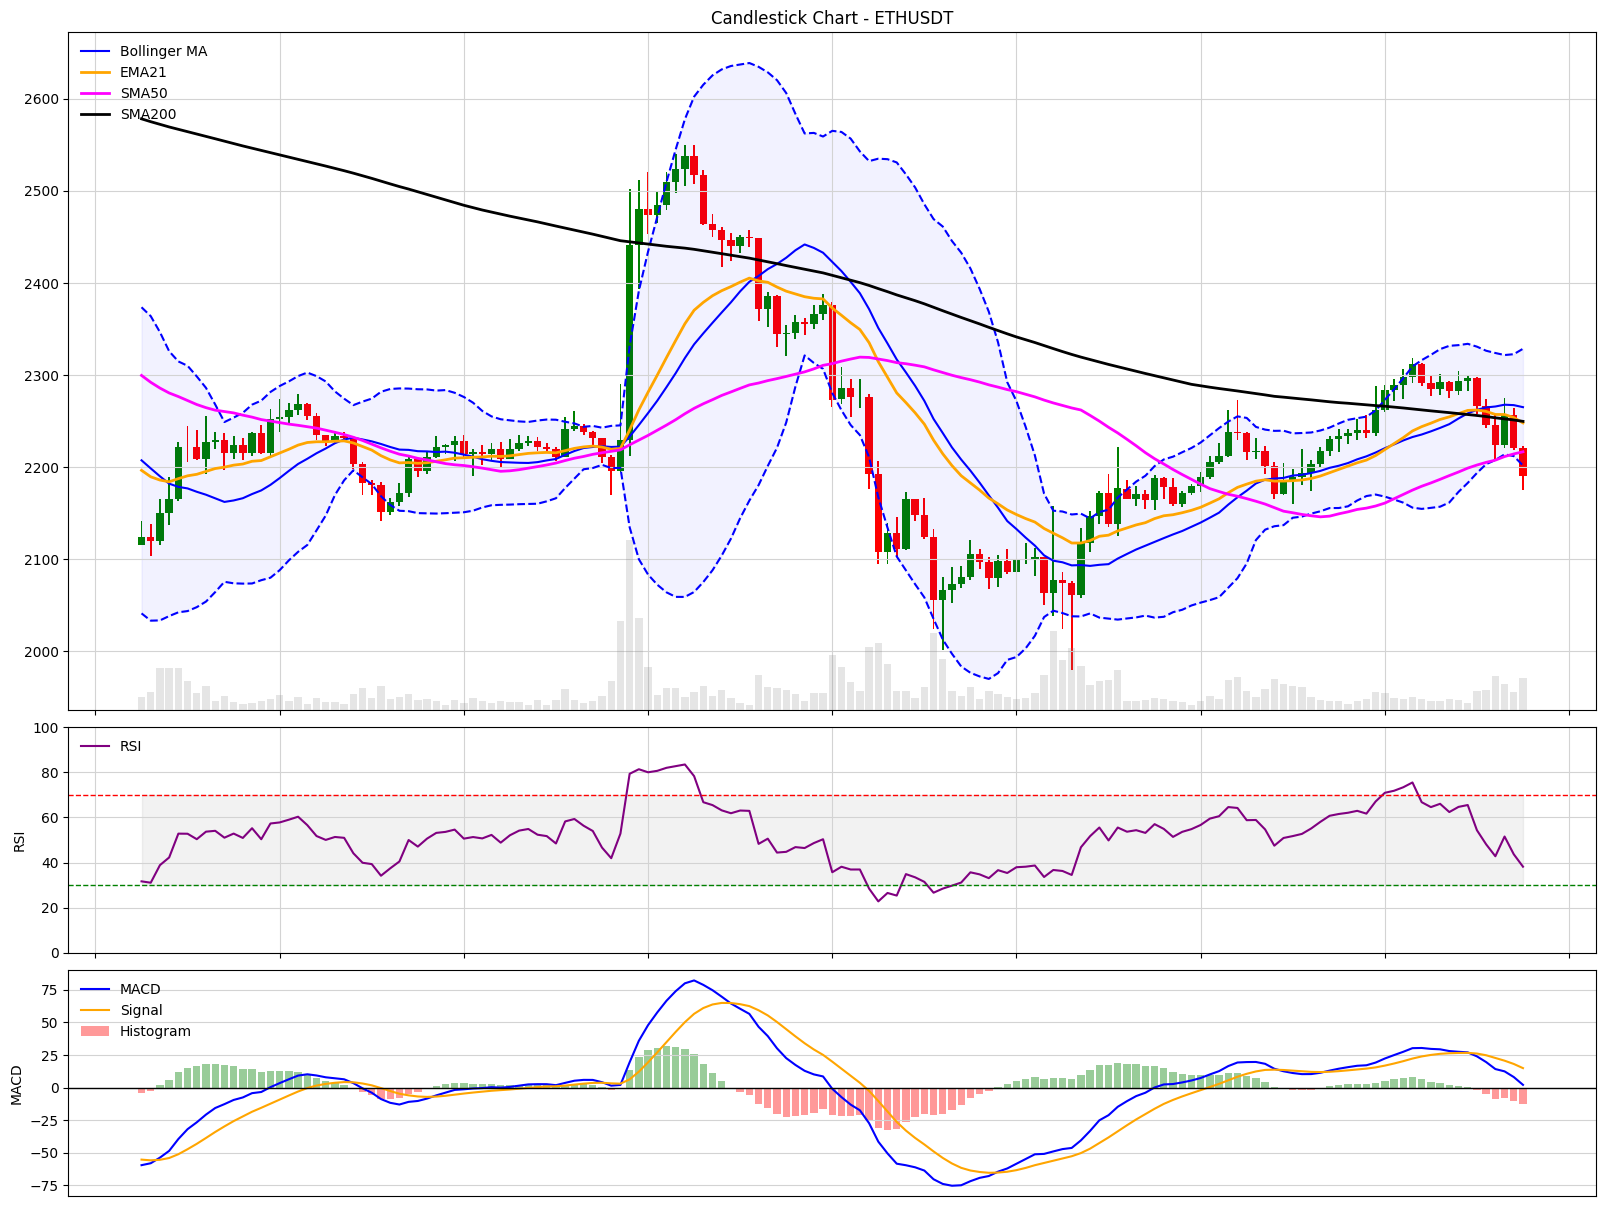 Candlestick Chart - ETHUSDT
Bollinger MA
EMA21
SMA50
SMA200
2600
2500
2400
2300
2200
2100
2000
RSI
100
80
60
40
20
0
RSI
MACD
Signal
Histogram
75
50
25
0
−25
−50
−75
MACD